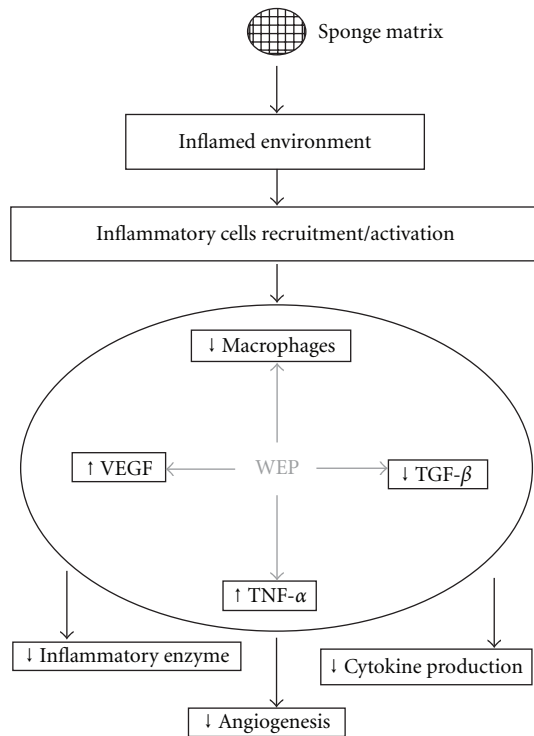 Sponge matrix
Inflamed environment
Inflammatory cells recruitment/activation
↓ Macrophages
↑ VEGF
WEP
↓ TGF-β
↑ TNF-α
↓ Inflammatory enzyme
↓ Cytokine production
↓ Angiogenesis